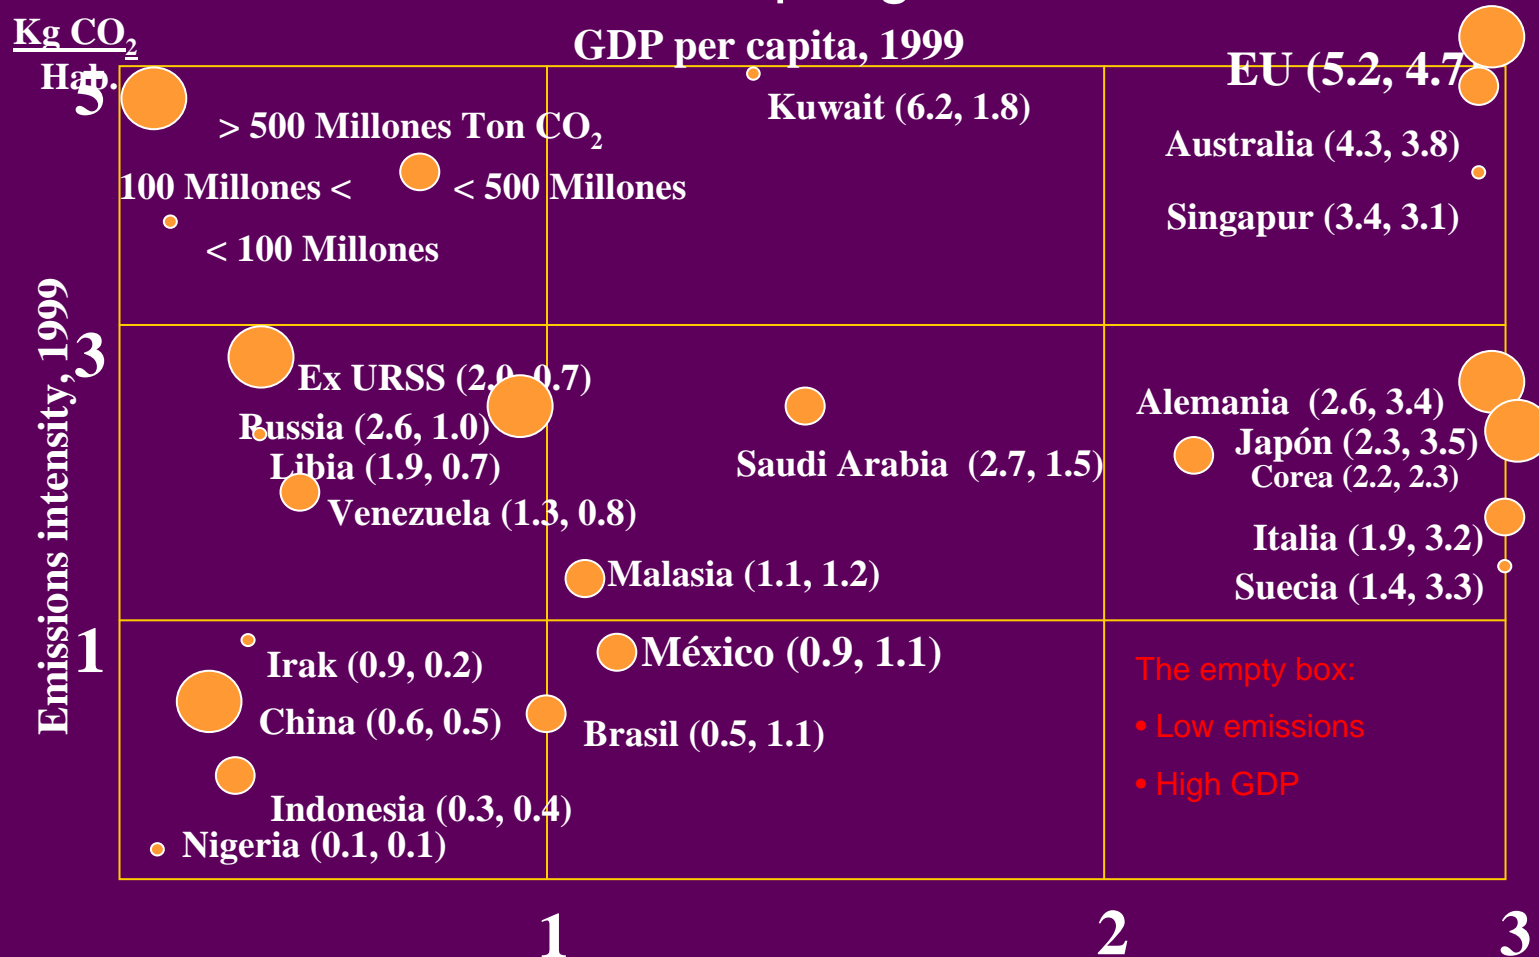 Kg CO2
Hab.
GDP per capita, 1999
5
> 500 Millones Ton CO2
100 Millones < < 500 Millones
< 100 Millones
Kuwait (6.2, 1.8)
EU (5.2, 4.7)
Australia (4.3, 3.8)
Singapur (3.4, 3.1)
Emissions intensity, 1999
3
Ex URSS (2.0, 0.7)
Russia (2.6, 1.0)
Libia (1.9, 0.7)
Venezuela (1.3, 0.8)
Saudi Arabia (2.7, 1.5)
Malasia (1.1, 1.2)
Alemania (2.6, 3.4)
Japón (2.3, 3.5)
Corea (2.2, 2.3)
Italia (1.9, 3.2)
Suecia (1.4, 3.3)
1
Irak (0.9, 0.2)
China (0.6, 0.5)
Indonesia (0.3, 0.4)
Nigeria (0.1, 0.1)
México (0.9, 1.1)
Brasil (0.5, 1.1)
The empty box:
• Low emissions
• High GDP
1 2 3